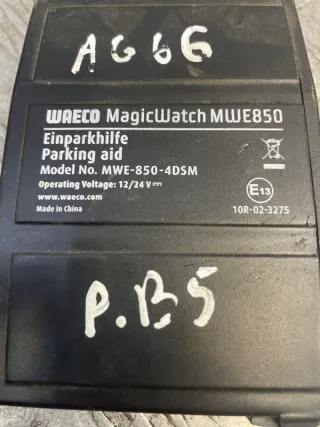 AG6G
WAECO MagicWatch MWE850
Einparkhilfe
Parking aid
Model No. MWE-850-4DSM
Operating Voltage: 12/24 V⎓
www.waeco.com
Made in China
E13
10R-02-3275
P.B5